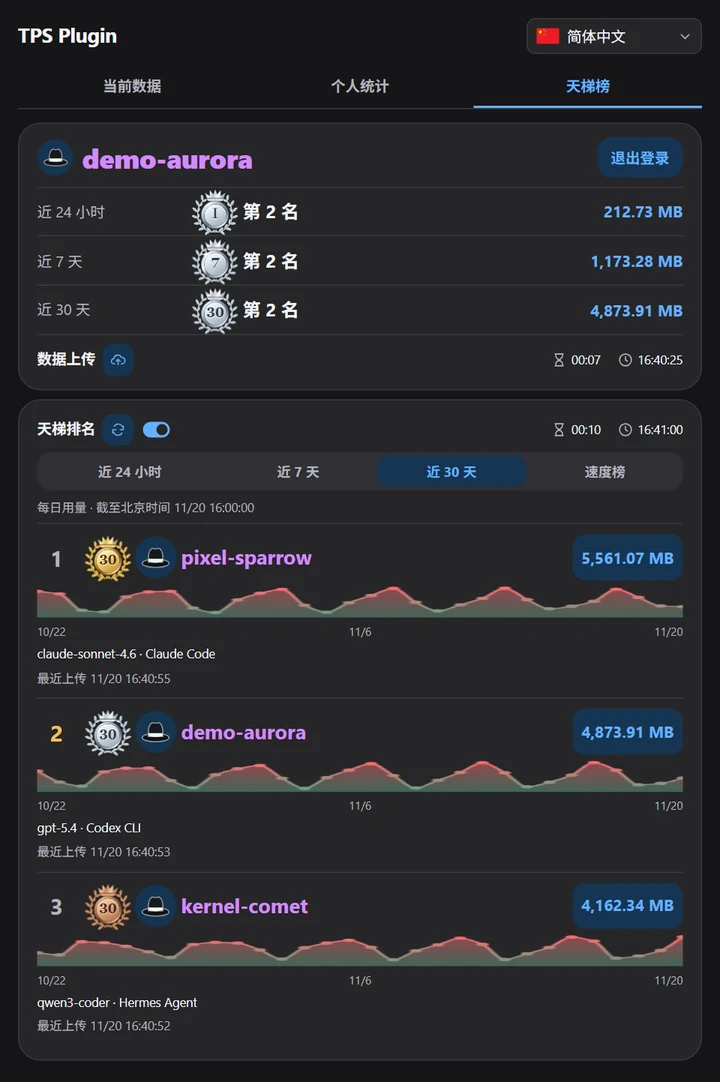 TPS Plugin
简体中文
当前数据 个人统计 天梯榜
demo-aurora 退出登录
近 24 小时 1 第 2 名 212.73 MB
近 7 天 7 第 2 名 1,173.28 MB
近 30 天 30 第 2 名 4,873.91 MB
数据上传 00:07 16:40:25
天梯排名 00:10 16:41:00
近 24 小时 近 7 天 近 30 天 速度榜
每日用量 · 截至北京时间 11/20 16:00:00
1 30 pixel-sparrow 5,561.07 MB
10/22 11/6 11/20
claude-sonnet-4.6 · Claude Code
最近上传 11/20 16:40:55
2 30 demo-aurora 4,873.91 MB
10/22 11/6 11/20
gpt-5.4 · Codex CLI
最近上传 11/20 16:40:53
3 30 kernel-comet 4,162.34 MB
10/22 11/6 11/20
qwen3-coder · Hermes Agent
最近上传 11/20 16:40:52